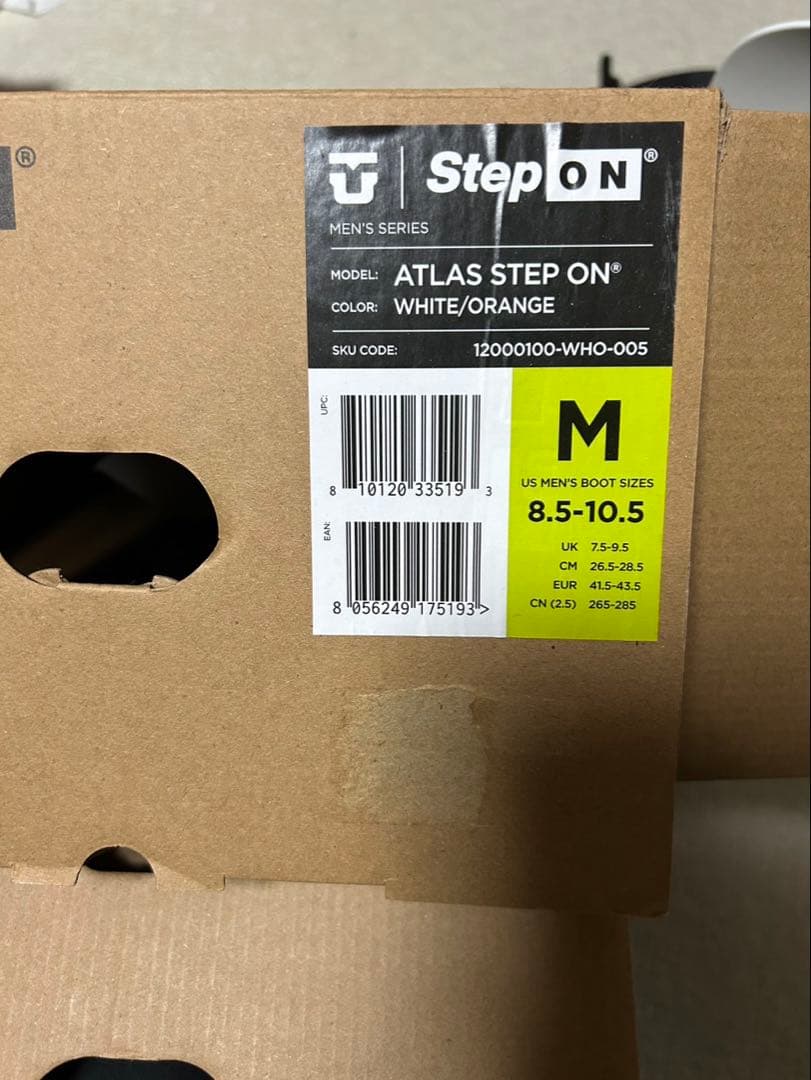 ®
Step ON®
MEN'S SERIES
MODEL: ATLAS STEP ON®
COLOR: WHITE/ORANGE
SKU CODE: 12000100-WHO-005
UPC:
8 10120 33519 3
EAN:
8 056249 175193 >
M
US MEN'S BOOT SIZES
8.5-10.5
UK 7.5-9.5
CM 26.5-28.5
EUR 41.5-43.5
CN (2.5) 265-285